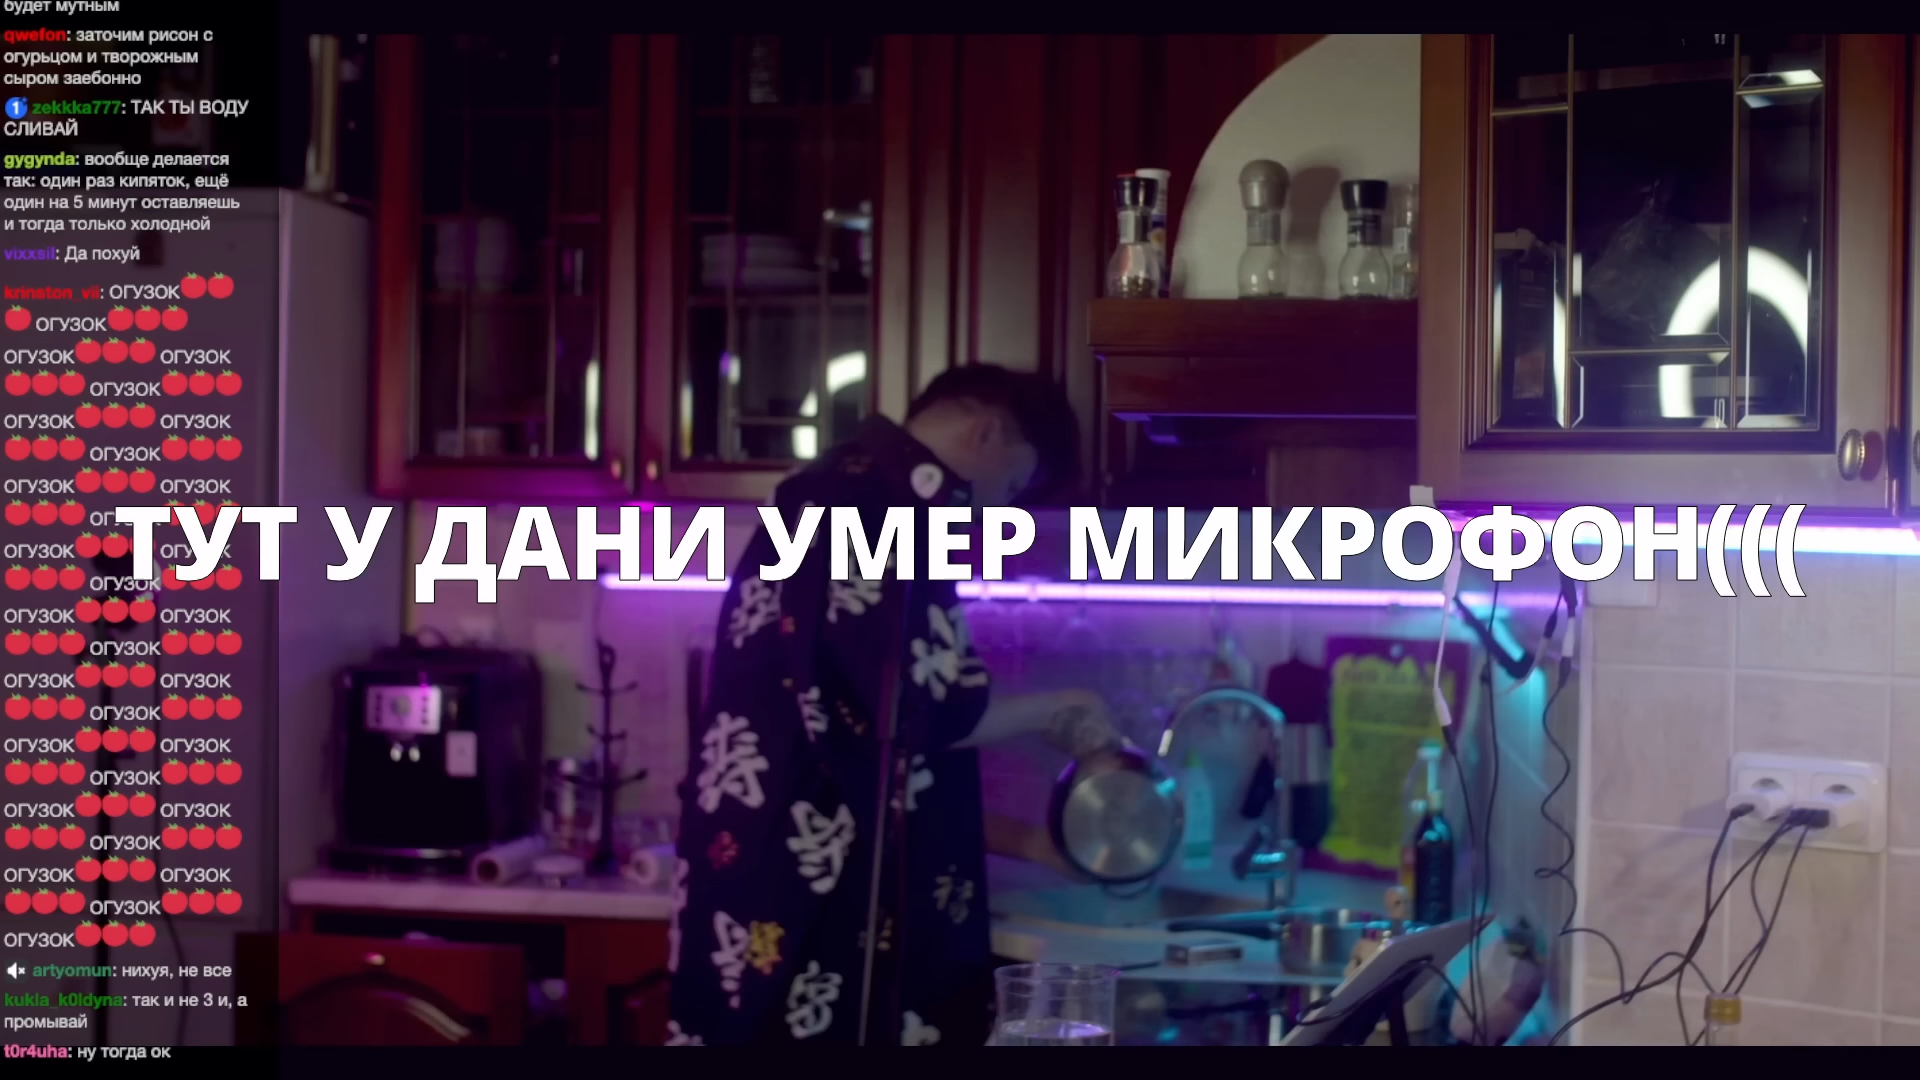 будет мутным
qwefon: заточим рисон с
огурьцом и творожным
сыром заебонно
1 zekkka777: ТАК ТЫ ВОДУ
СЛИВАЙ
gygynda: вообще делается
так: один раз кипяток, ещё
один на 5 минут оставляешь
и тогда только холодной
vixxsil: Да похуй
krinston_vii: ОГУЗОК
ОГУЗОК
ОГУЗОК ОГУЗОК
ОГУЗОК
ОГУЗОК ОГУЗОК
ОГУЗОК
ОГУЗОК ОГУЗОК
ТУТ У ДАНИ УМЕР МИКРОФОН(((
ОГУЗОК
ОГУЗОК
ОГУЗОК ОГУЗОК
ОГУЗОК
ОГУЗОК ОГУЗОК
ОГУЗОК
ОГУЗОК ОГУЗОК
ОГУЗОК
ОГУЗОК ОГУЗОК
ОГУЗОК
ОГУЗОК ОГУЗОК
ОГУЗОК
ОГУЗОК
artyomun: нихуя, не все
kukla_k0ldyna: так и не 3 и, а
промывай
t0r4uha: ну тогда ок